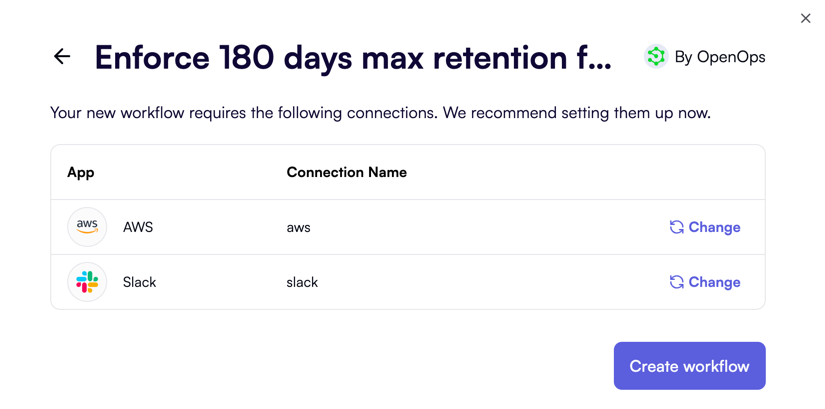 Enforce 180 days max retention f...
By OpenOps
Your new workflow requires the following connections. We recommend setting them up now.
App Connection Name
aws AWS aws Change
Slack slack Change
Create workflow